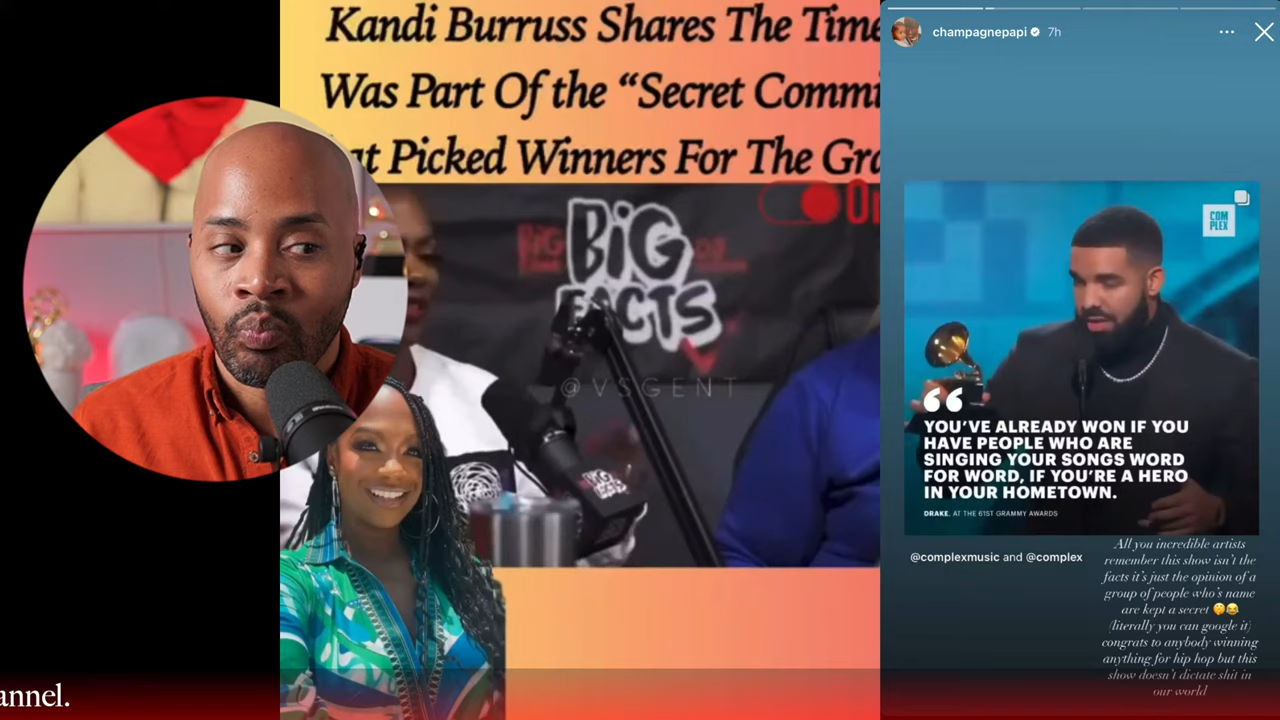 Kandi Burruss Shares The Time
Was Part Of the “Secret Commi
at Picked Winners For The Gra
BiG
FACTS
@VSGENT
BiG
FACTS
annel.
champagnepapi 7h
COM
PLEX
“
YOU’VE ALREADY WON IF YOU
HAVE PEOPLE WHO ARE
SINGING YOUR SONGS WORD
FOR WORD, IF YOU’RE A HERO
IN YOUR HOMETOWN.
DRAKE, AT THE 61ST GRAMMY AWARDS
@complexmusic and @complex
All you incredible artists
remember this show isn’t the
facts it’s just the opinion of a
group of people who’s name
are kept a secret 🤫😂
(literally you can google it)
congrats to anybody winning
anything for hip hop but this
show doesn’t dictate shit in
our world